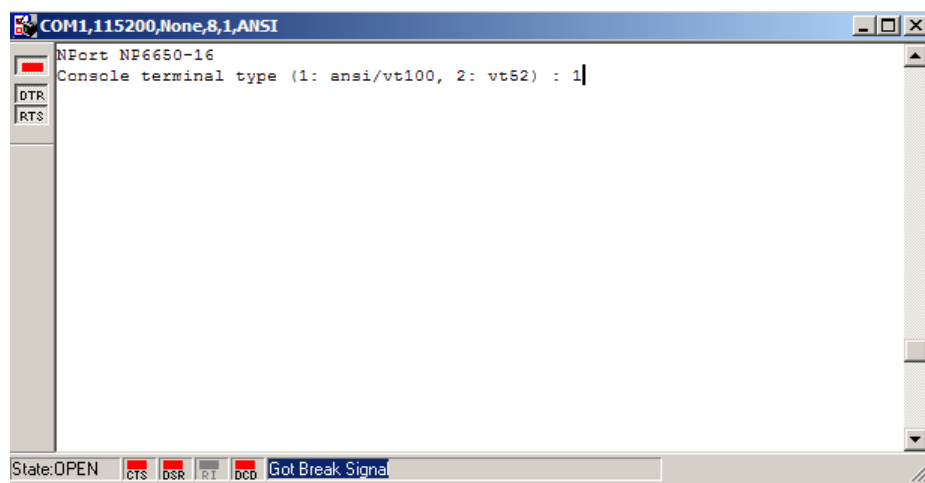 COM1,115200,None,8,1,ANSI
NPort NP6650-16
Console terminal type (1: ansi/vt100, 2: vt52) : 1
DTR
RTS
State:OPEN CTS DSR RI DCD Got Break Signal